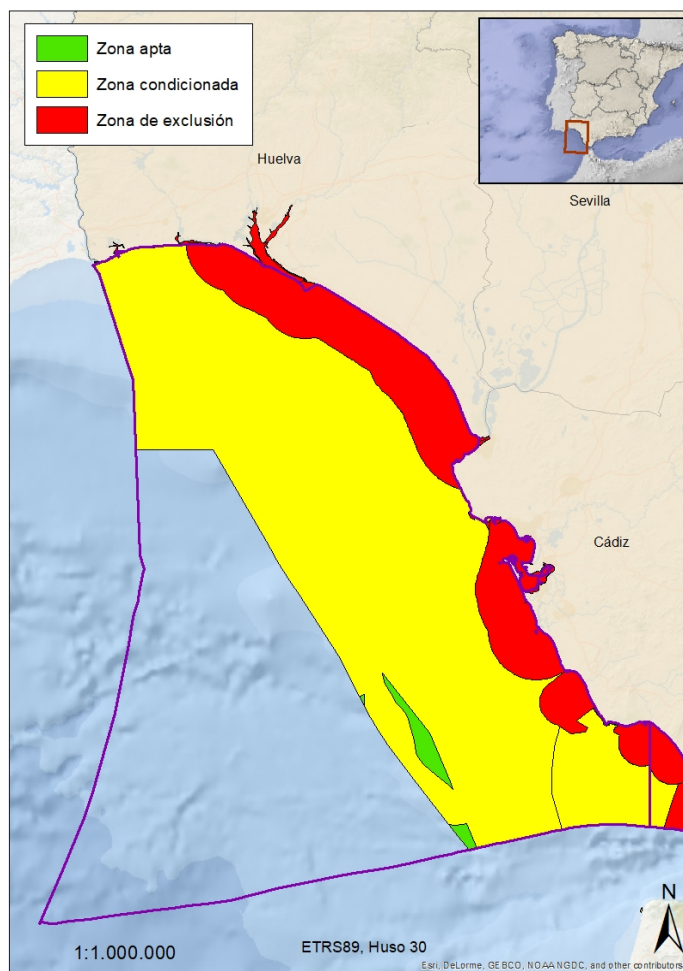 Zona apta
Zona condicionada
Zona de exclusión
Huelva
Sevilla
Cádiz
N
1:1.000.000
ETRS89, Huso 30
Esri, DeLorme, GEBCO, NOAA NGDC, and other contributors